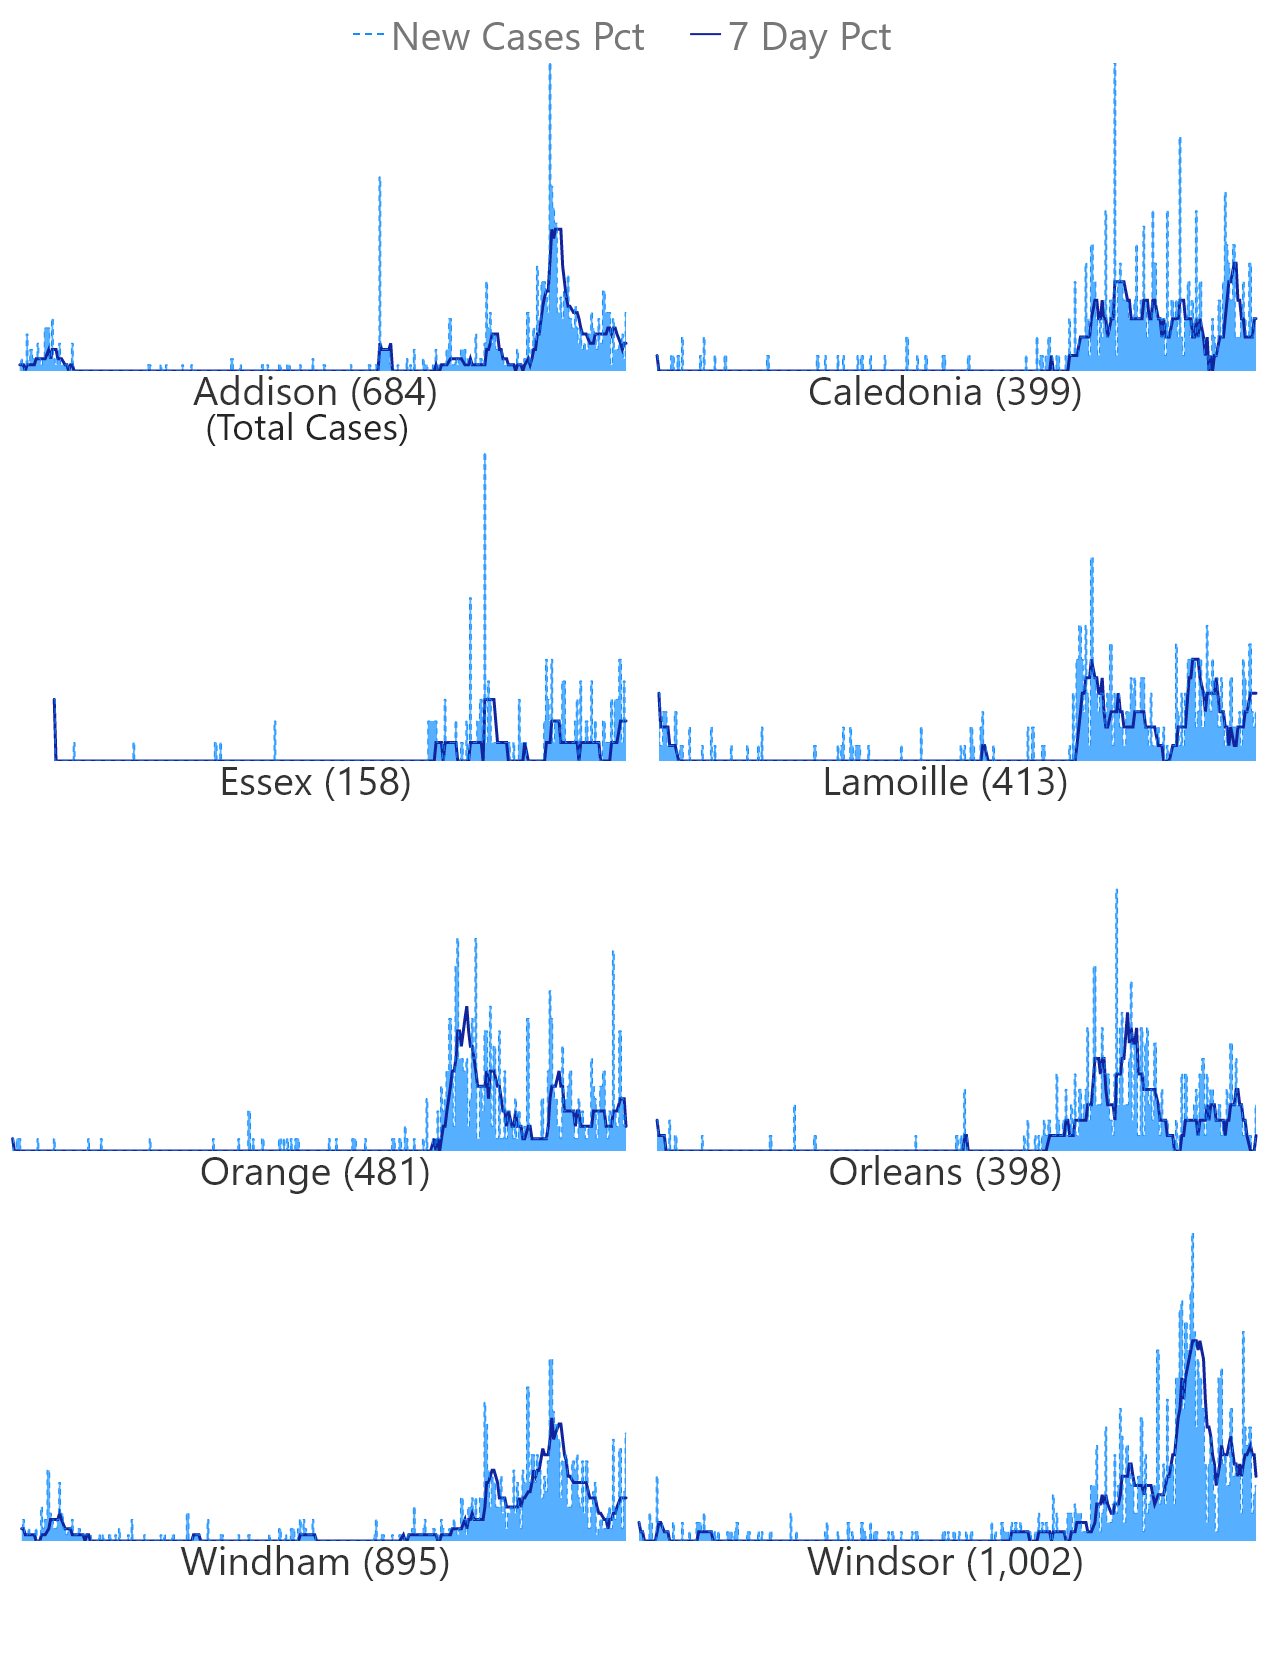 New Cases Pct 7 Day Pct
Addison (684) Caledonia (399)
(Total Cases)
Essex (158) Lamoille (413)
Orange (481) Orleans (398)
Windham (895) Windsor (1,002)